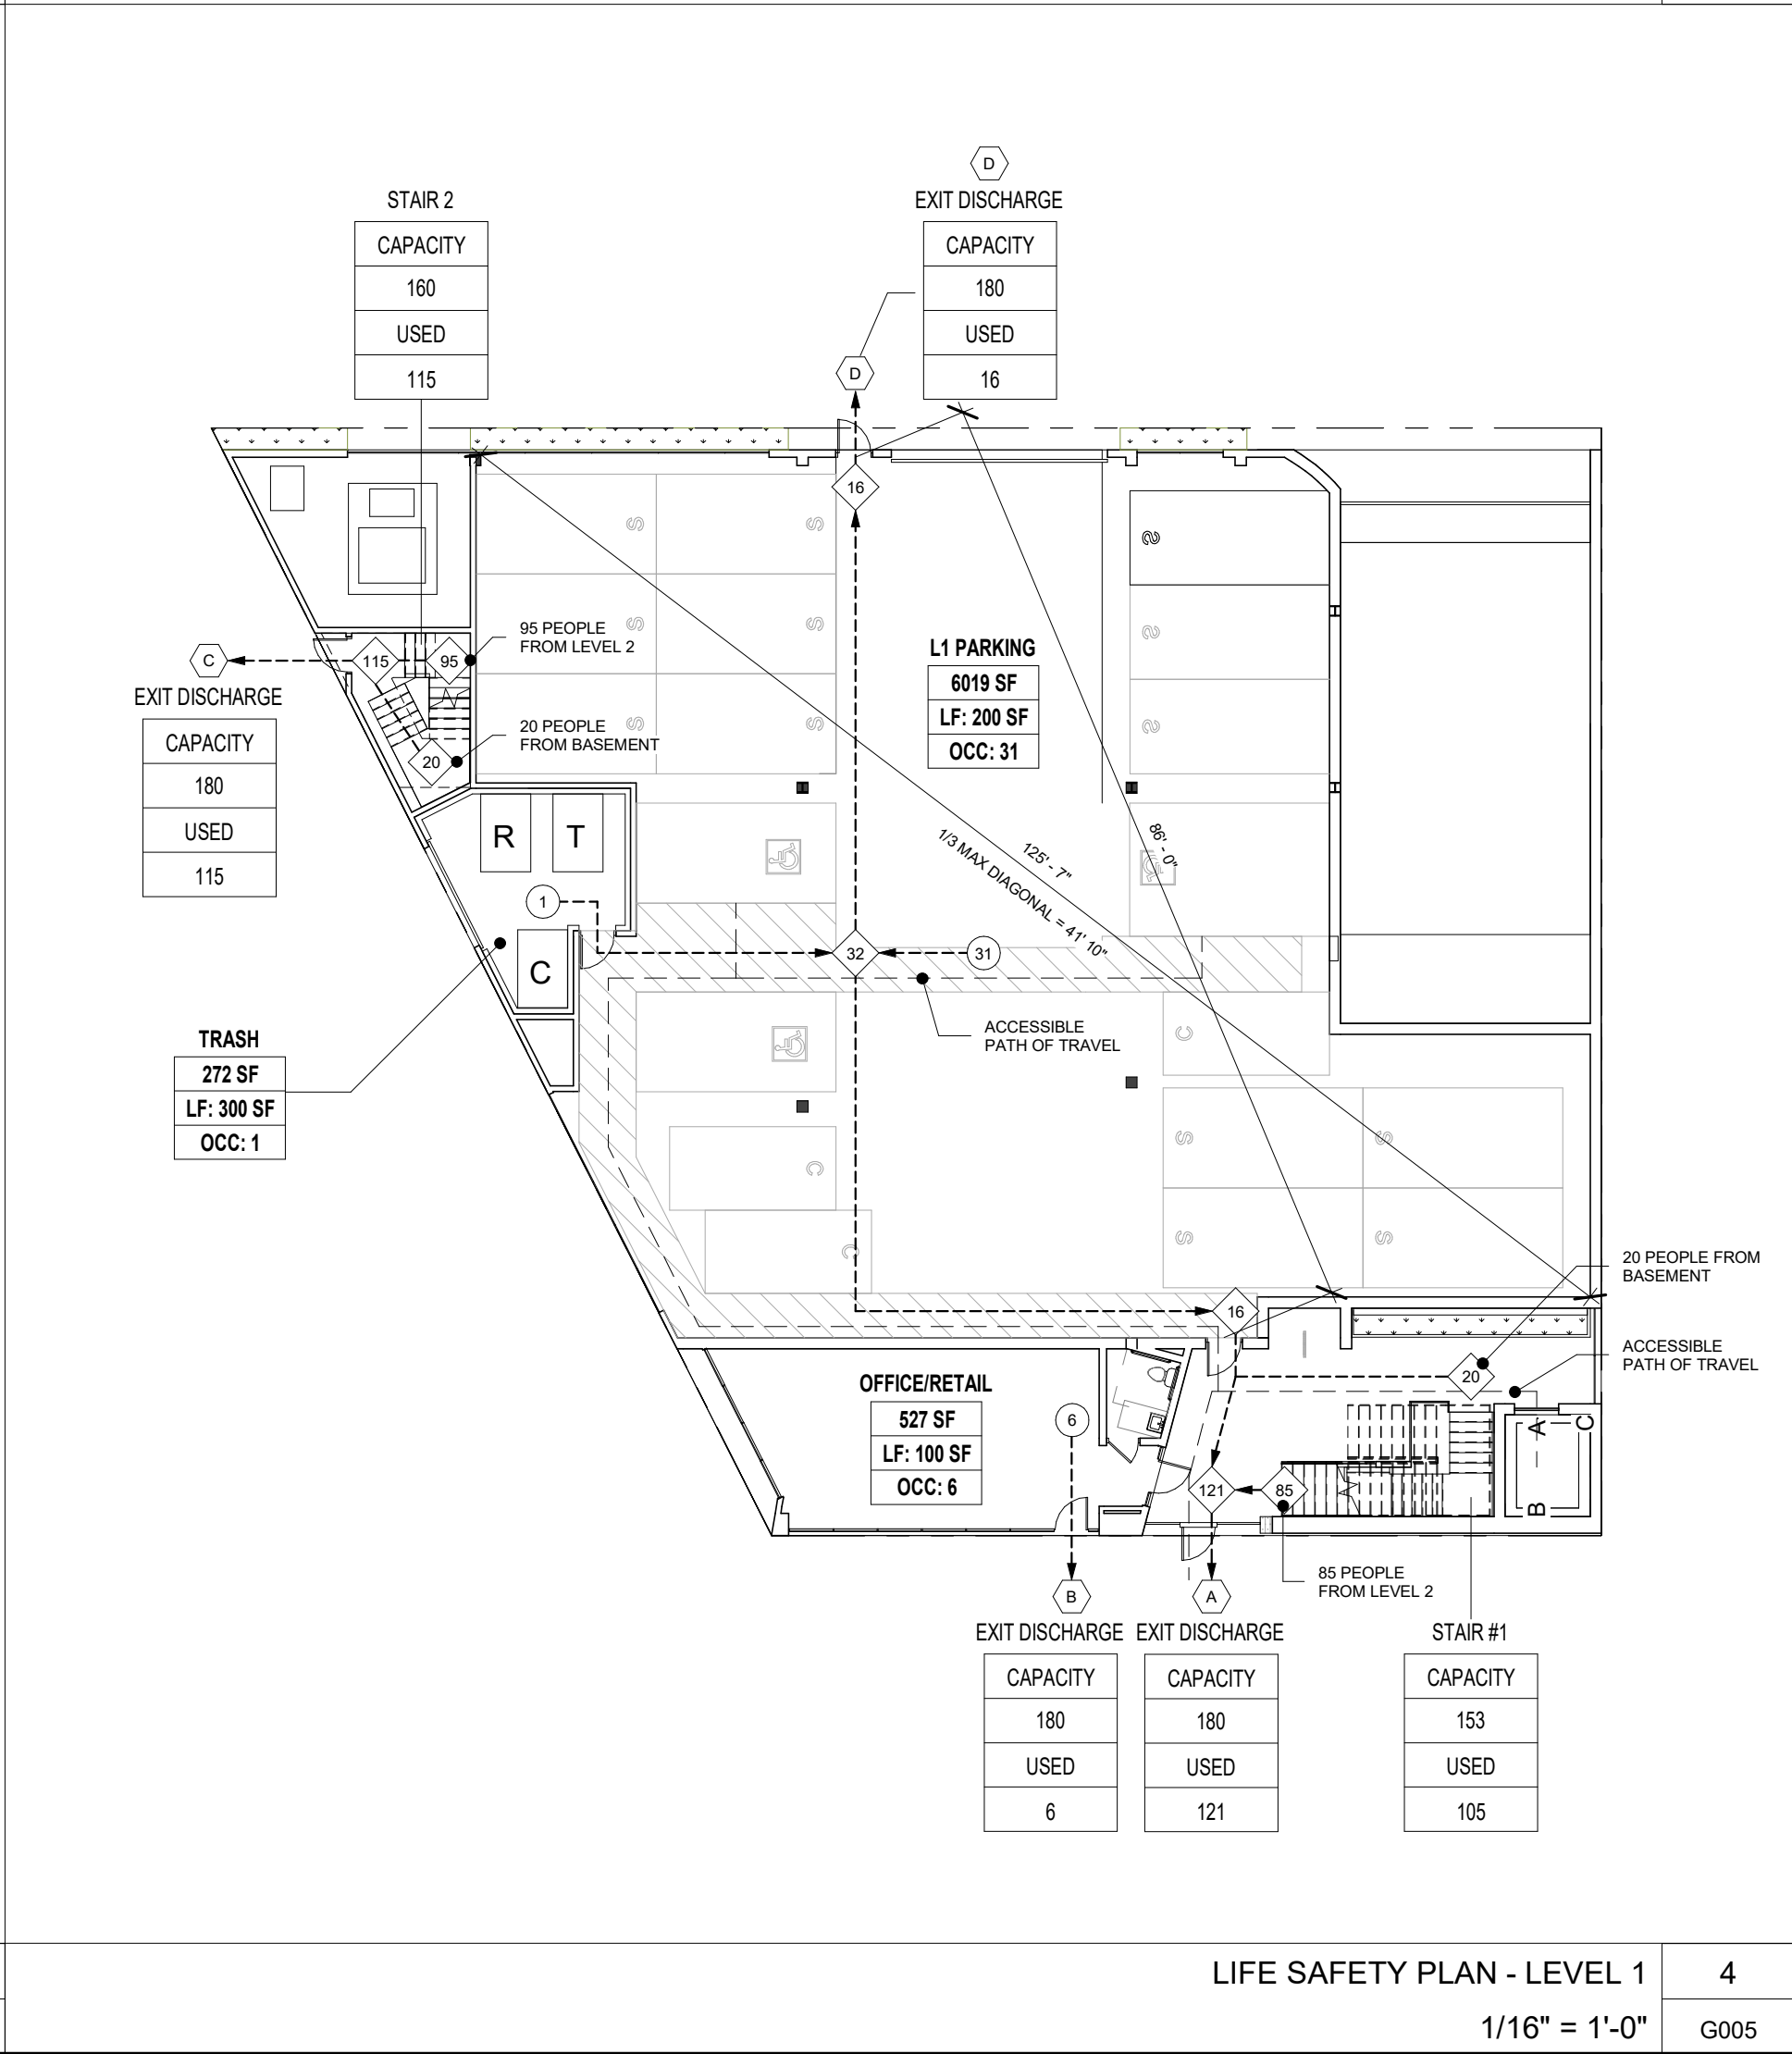 D
STAIR 2
CAPACITY
160
USED
115
EXIT DISCHARGE
CAPACITY
180
USED
16
D
16
S
S
S
S
S
S
S
S
S
95 PEOPLE
FROM LEVEL 2
C
115
95
EXIT DISCHARGE
CAPACITY
180
USED
115
20 PEOPLE
FROM BASEMENT
20
L1 PARKING
6019 SF
LF: 200 SF
OCC: 31
R
T
C
1
32
31
125' - 7"
1/3 MAX DIAGONAL = 41' 10"
86' - 0"
ACCESSIBLE
PATH OF TRAVEL
TRASH
272 SF
LF: 300 SF
OCC: 1
C
C
C
S
S
S
S
16
20 PEOPLE FROM
BASEMENT
ACCESSIBLE
PATH OF TRAVEL
20
OFFICE/RETAIL
527 SF
LF: 100 SF
OCC: 6
6
121
85
A
B
C
85 PEOPLE
FROM LEVEL 2
B
EXIT DISCHARGE
CAPACITY
180
USED
6
A
EXIT DISCHARGE
CAPACITY
180
USED
121
STAIR #1
CAPACITY
153
USED
105
LIFE SAFETY PLAN - LEVEL 1
4
1/16" = 1'-0"
G005